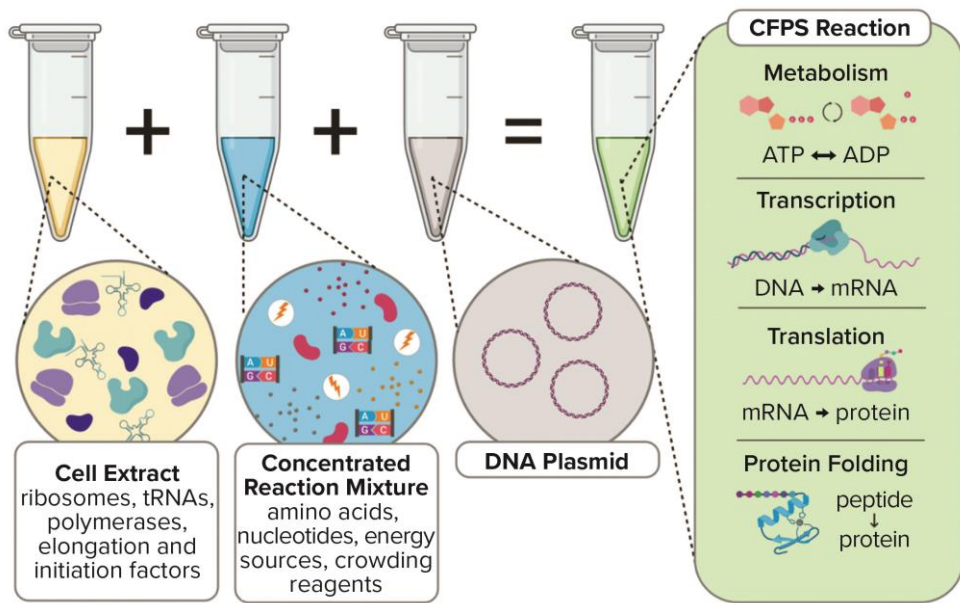 Cell Extract
ribosomes, tRNAs,
polymerases,
elongation and
initiation factors
A U
G C
A U
G C
A U
G C
Concentrated
Reaction Mixture
amino acids,
nucleotides, energy
sources, crowding
reagents
DNA Plasmid
CFPS Reaction
Metabolism
ATP ↔ ADP
Transcription
DNA → mRNA
Translation
mRNA → protein
Protein Folding
peptide
↓
protein